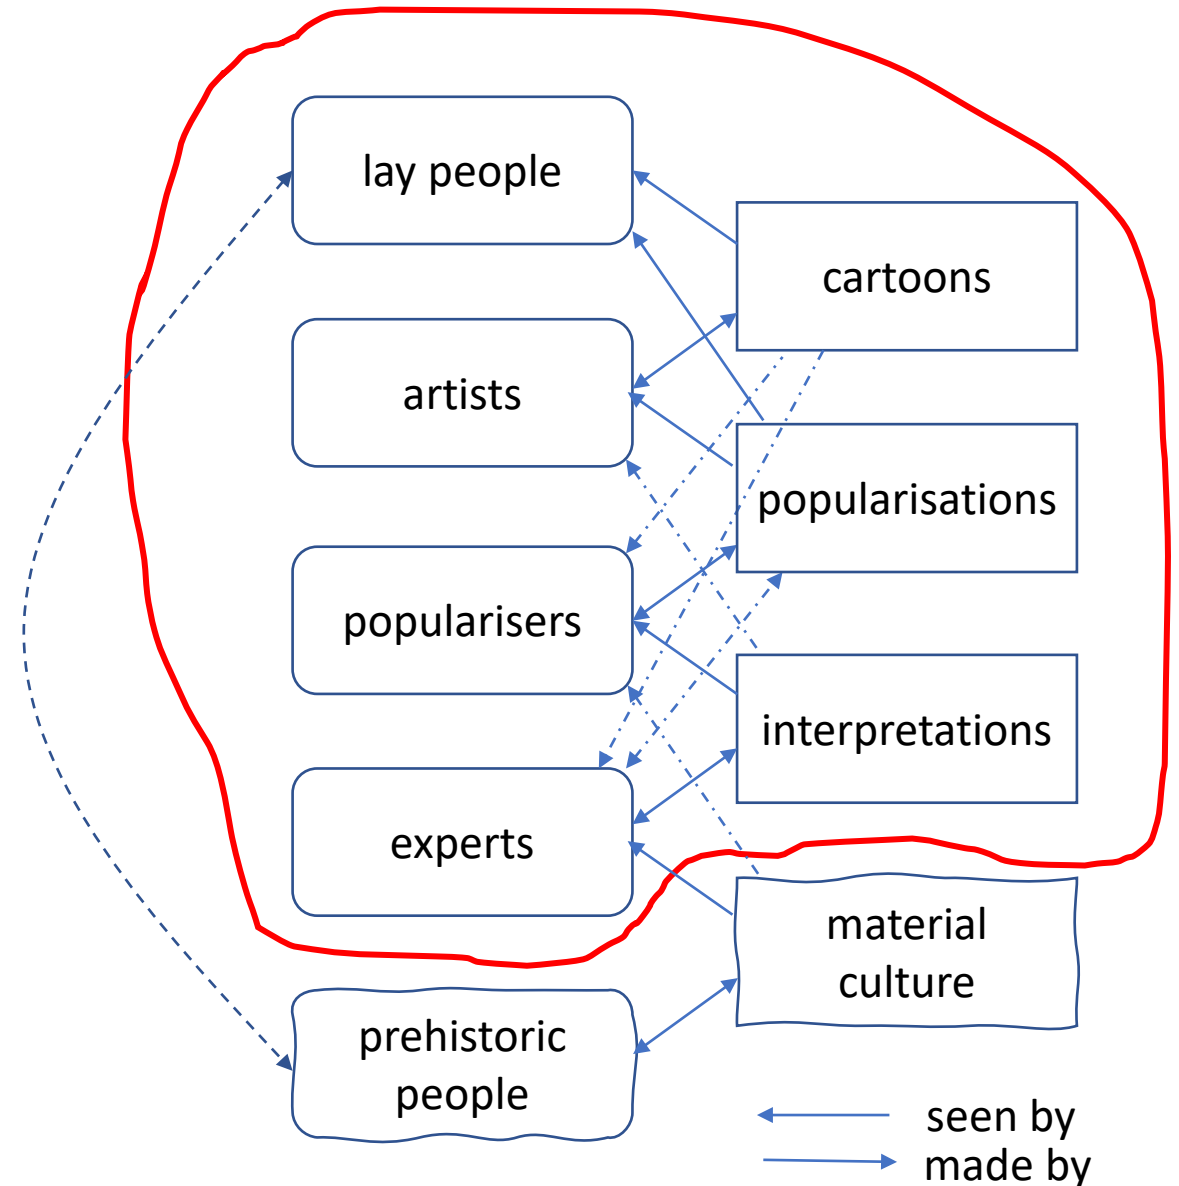 lay people
cartoons
artists
popularisations
popularisers
interpretations
experts
material
culture
prehistoric
people
seen by
made by